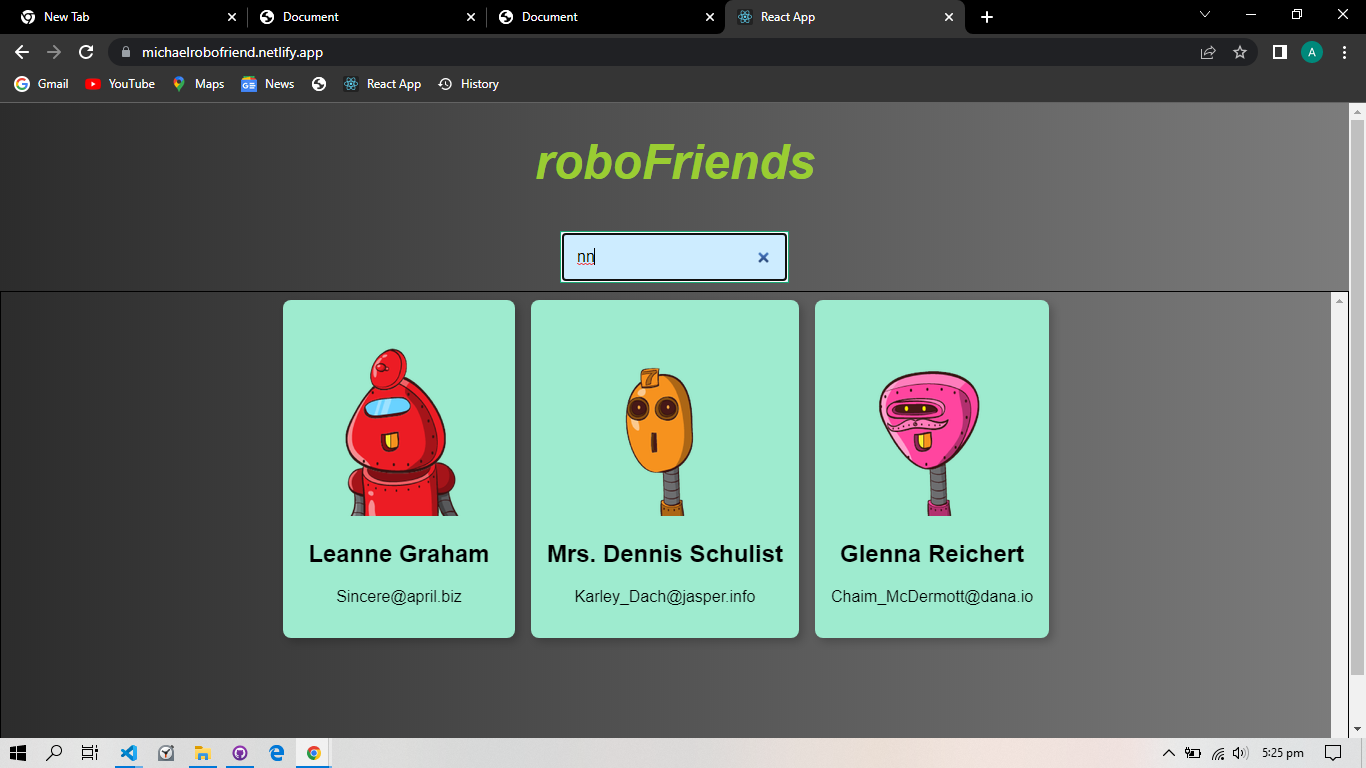 New Tab
Document
Document
React App
michaelrobofriend.netlify.app
A
Gmail
YouTube
Maps
News
React App
History
roboFriends
nn
7
Leanne Graham
Mrs. Dennis Schulist
Glenna Reichert
Sincere@april.biz
Karley_Dach@jasper.info
Chaim_McDermott@dana.io
5:25 pm